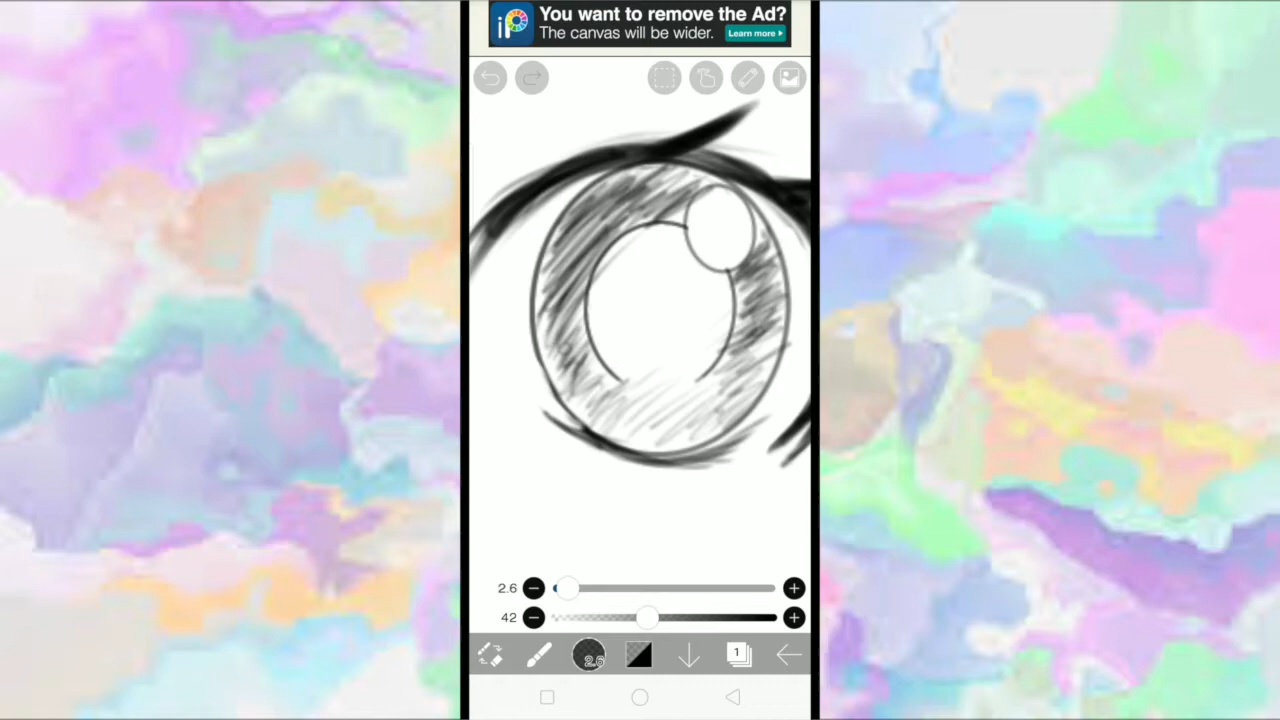 iP
You want to remove the Ad?
The canvas will be wider.
Learn more
2.6
42
2.6
1